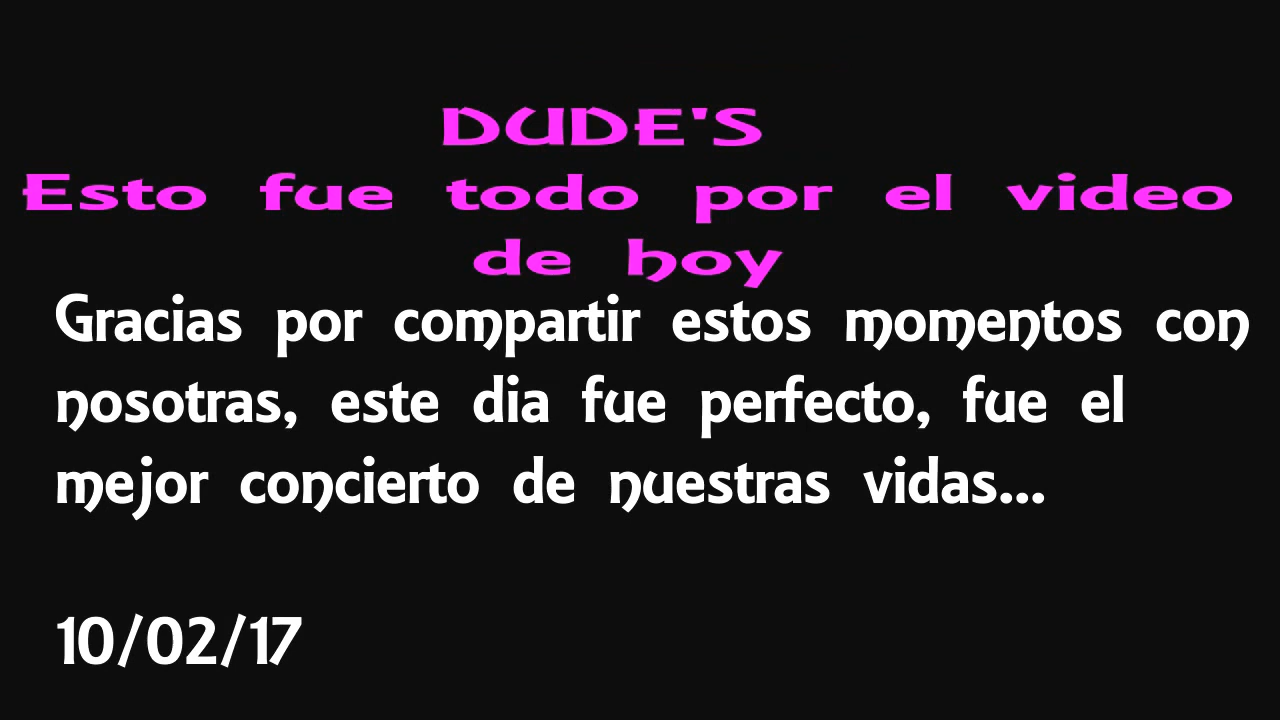 DUDE'S
Esto fue todo por el video
de hoy
Gracias por compartir estos momentos con
nosotras, este dia fue perfecto, fue el
mejor concierto de nuestras vidas...
10/02/17